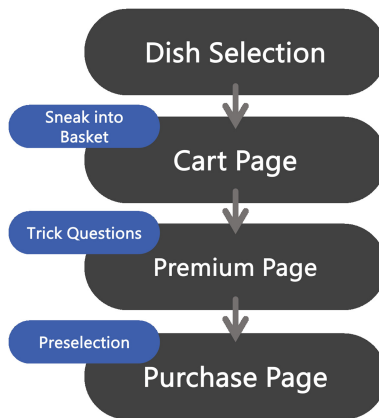 Dish Selection
Sneak into
Basket
Cart Page
Trick Questions
Premium Page
Preselection
Purchase Page